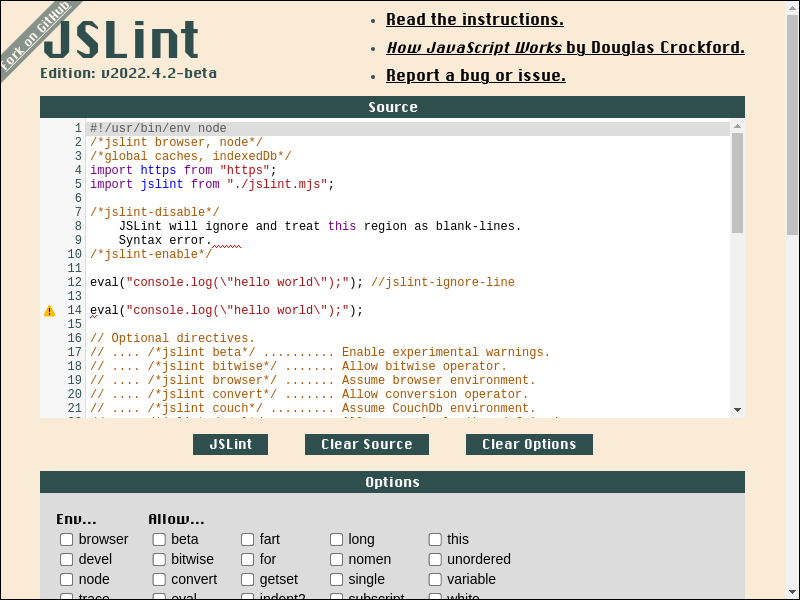 Fork on GitHub
JSLint
Edition: v2022.4.2-beta
• Read the instructions.
• How JavaScript Works by Douglas Crockford.
• Report a bug or issue.
Source
1 #!/usr/bin/env node
2 /*jslint browser, node*/
3 /*global caches, indexedDb*/
4 import https from "https";
5 import jslint from "./jslint.mjs";
6
7 /*jslint-disable*/
8     JSLint will ignore and treat this region as blank-lines.
9     Syntax error.
10 /*jslint-enable*/
11
12 eval("console.log(\"hello world\");"); //jslint-ignore-line
13
14 eval("console.log(\"hello world\");");
15
16 // Optional directives.
17 // .... /*jslint beta*/ .......... Enable experimental warnings.
18 // .... /*jslint bitwise*/ ....... Allow bitwise operator.
19 // .... /*jslint browser*/ ....... Assume browser environment.
20 // .... /*jslint convert*/ ....... Allow conversion operator.
21 // .... /*jslint couch*/ ......... Assume CouchDb environment.
JSLint Clear Source Clear Options
Options
Env... Allow...
browser beta fart long this
devel bitwise for nomen unordered
node convert getset single variable
trace eval indent2 subscript white